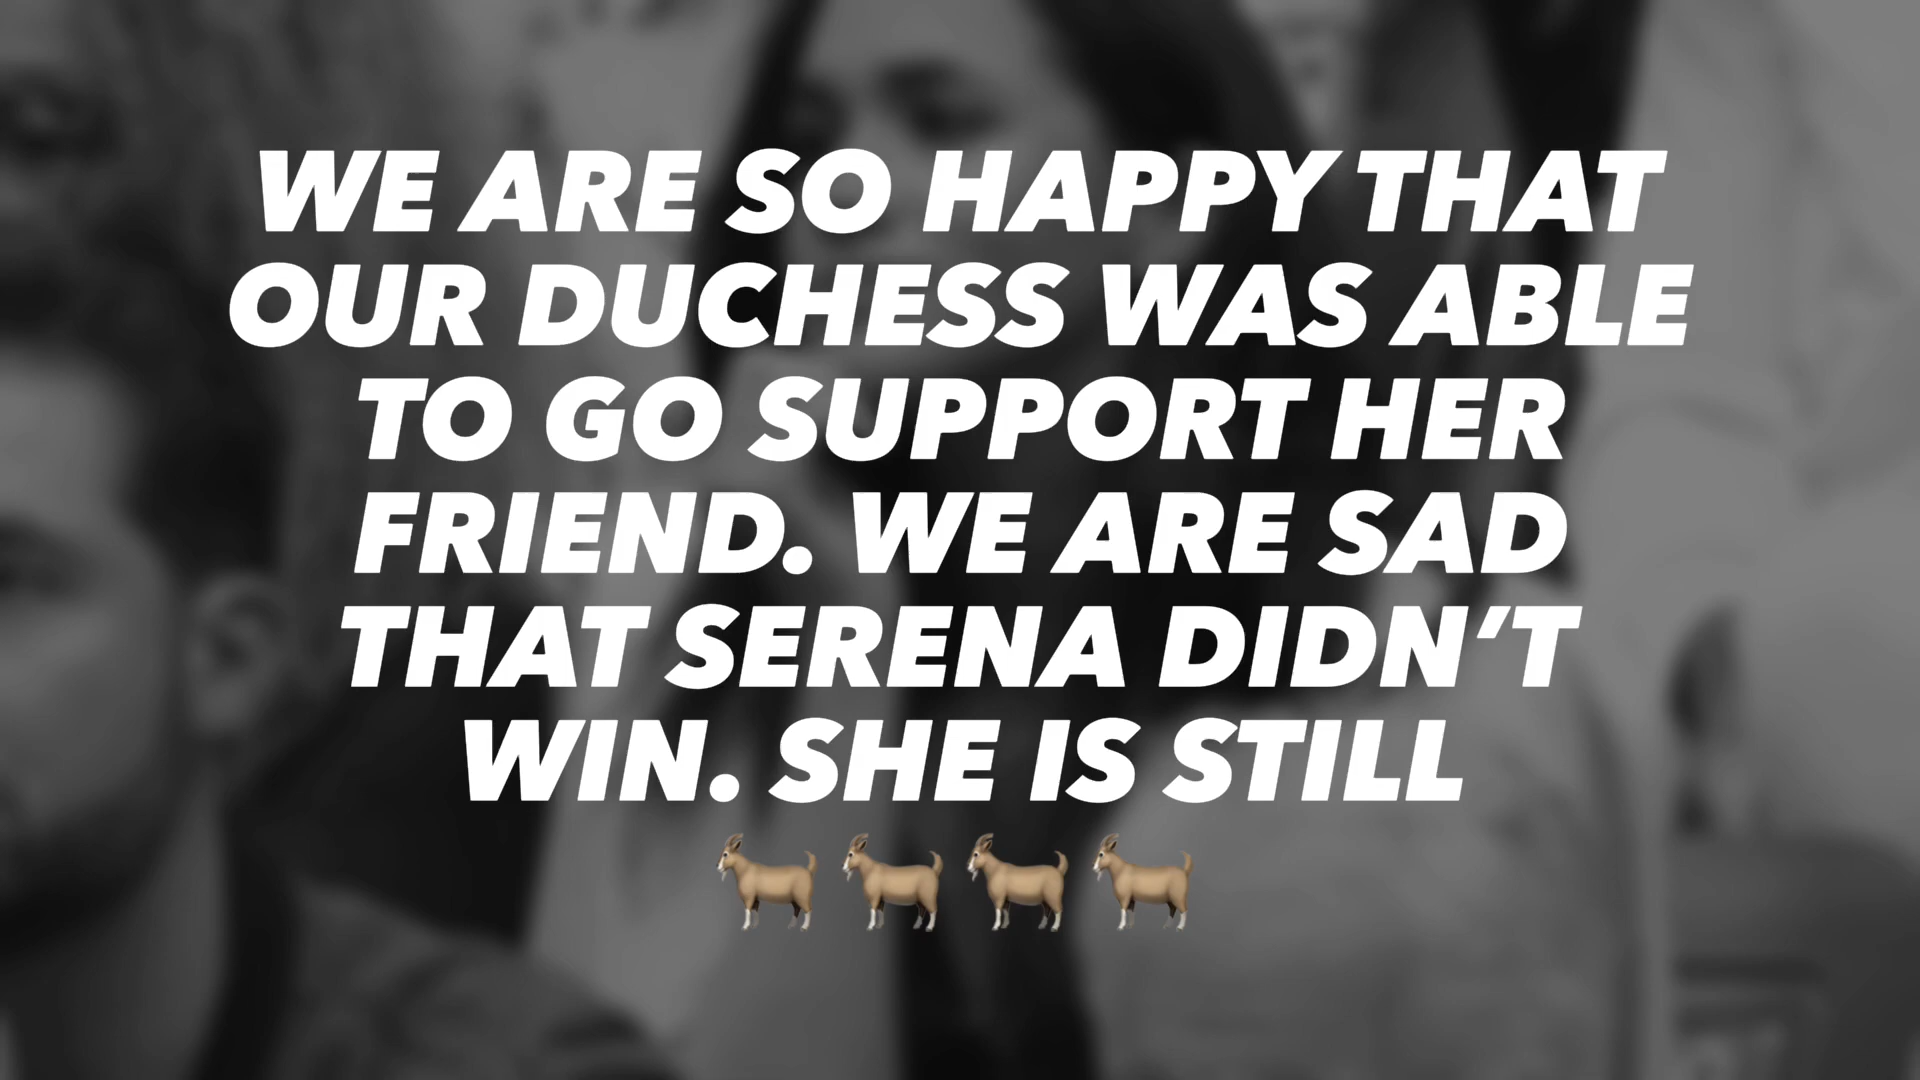 WE ARE SO HAPPY THAT
OUR DUCHESS WAS ABLE
TO GO SUPPORT HER
FRIEND. WE ARE SAD
THAT SERENA DIDN’T
WIN. SHE IS STILL
🐐 🐐 🐐 🐐